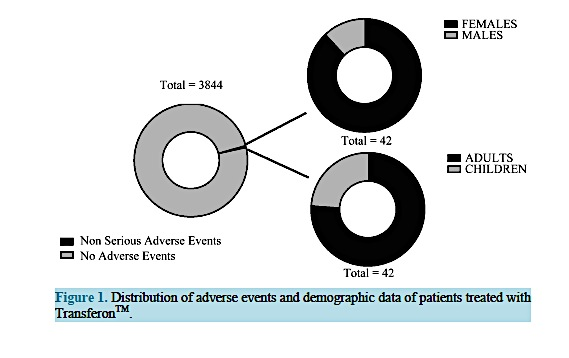 FEMALES
MALES
Total = 3844
Total = 42
ADULTS
CHILDREN
Non Serious Adverse Events
No Adverse Events
Total = 42
Figure 1. Distribution of adverse events and demographic data of patients treated with
Transferon™.